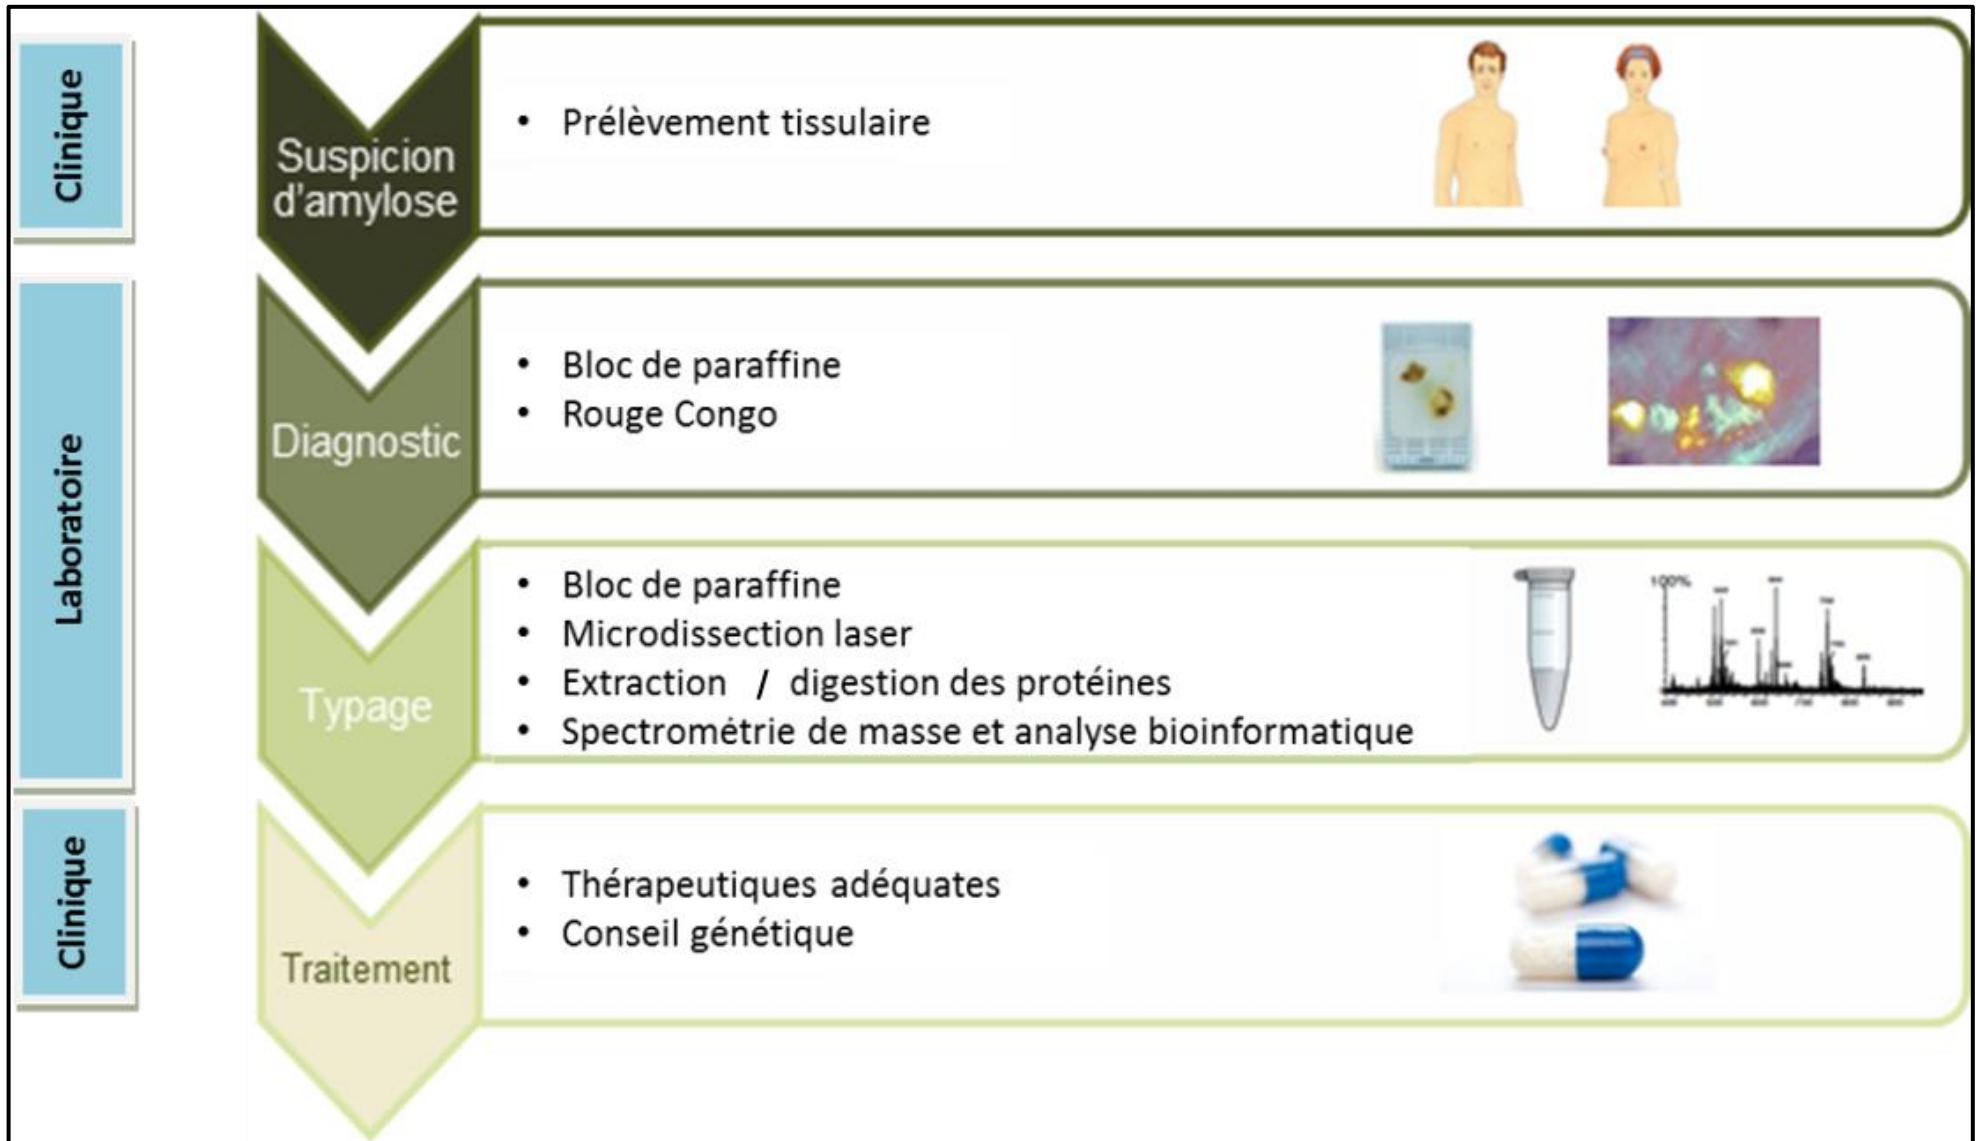 Clinique
Suspicion
d'amylose
• Prélèvement tissulaire
Laboratoire
Diagnostic
• Bloc de paraffine
• Rouge Congo
Typage
• Bloc de paraffine
• Microdissection laser
• Extraction / digestion des protéines
• Spectrométrie de masse et analyse bioinformatique
100%
Clinique
Traitement
• Thérapeutiques adéquates
• Conseil génétique